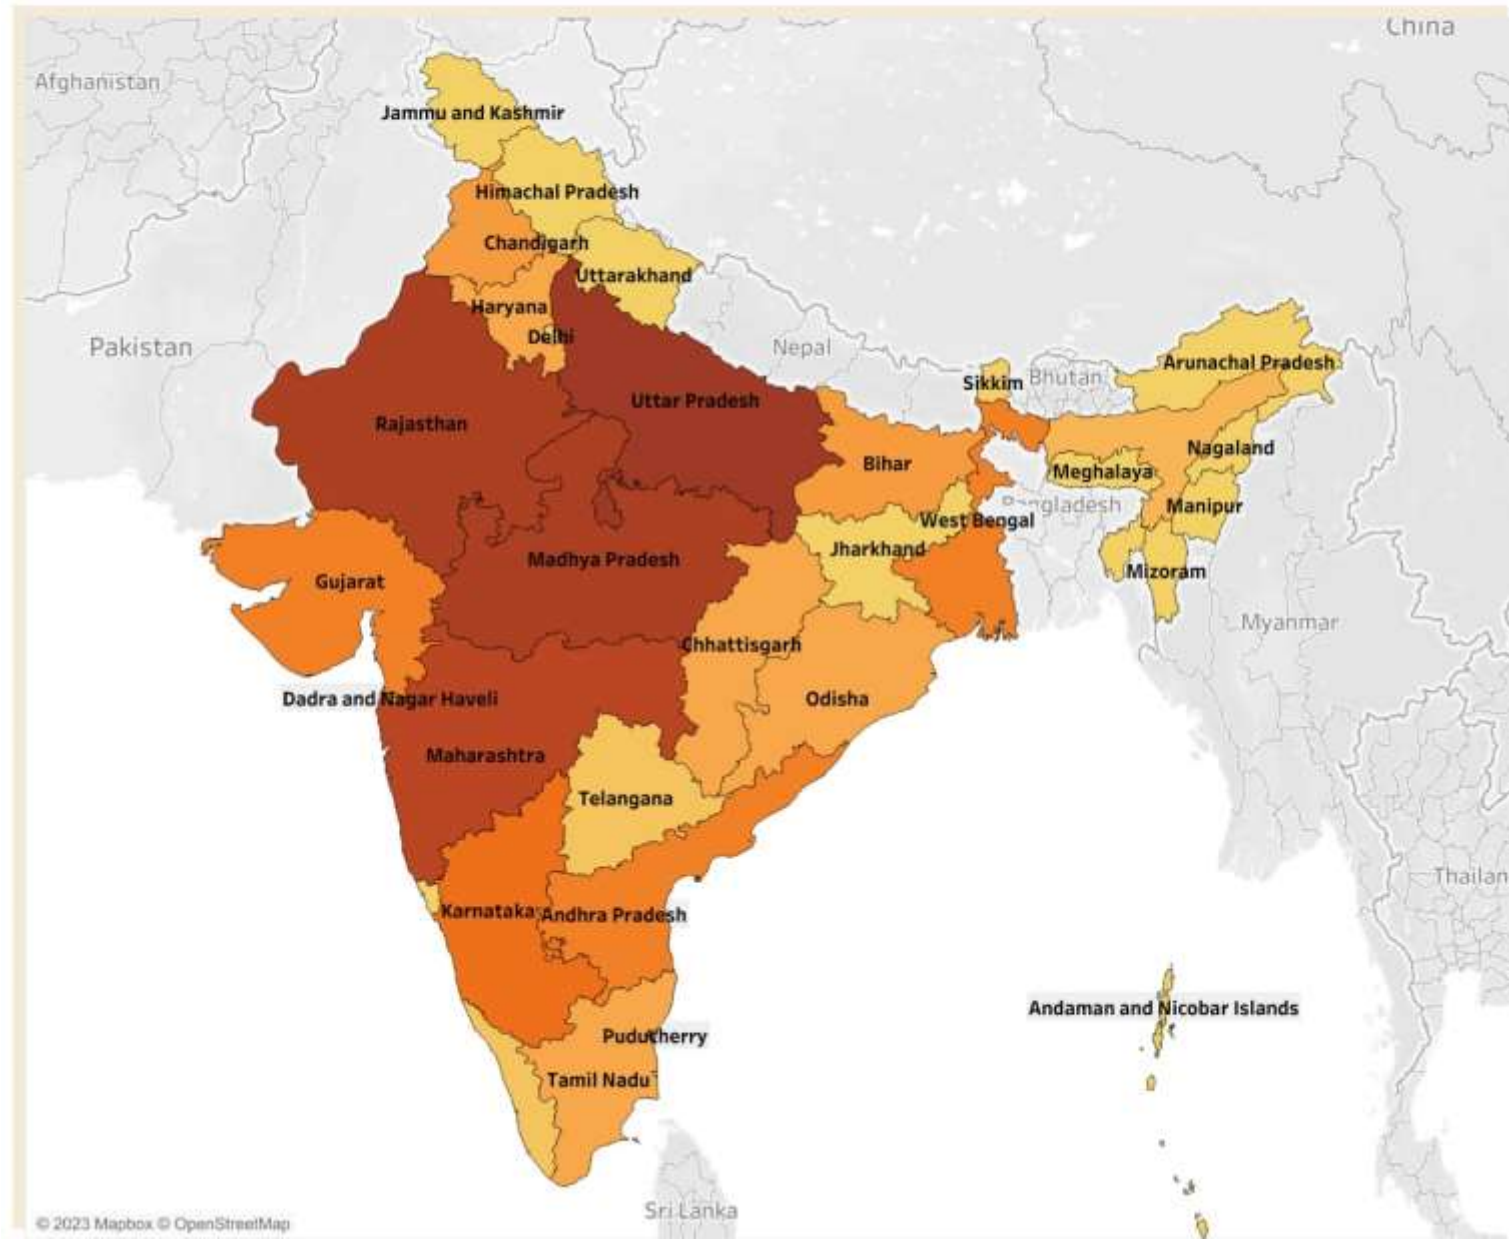 China
Afghanistan
Jammu and Kashmir
Himachal Pradesh
Chandigarh
Uttarakhand
Haryana
Delhi
Pakistan
Nepal
Sikkim
Bhutan
Arunachal Pradesh
Uttar Pradesh
Rajasthan
Bihar
Nagaland
Meghalaya
Bangladesh
Manipur
West Bengal
Jharkhand
Madhya Pradesh
Mizoram
Gujarat
Myanmar
Chhattisgarh
Dadra and Nagar Haveli
Odisha
Maharashtra
Telangana
Thailan
Karnataka
Andhra Pradesh
Andaman and Nicobar Islands
Puducherry
Tamil Nadu
Sri Lanka
© 2023 Mapbox © OpenStreetMap